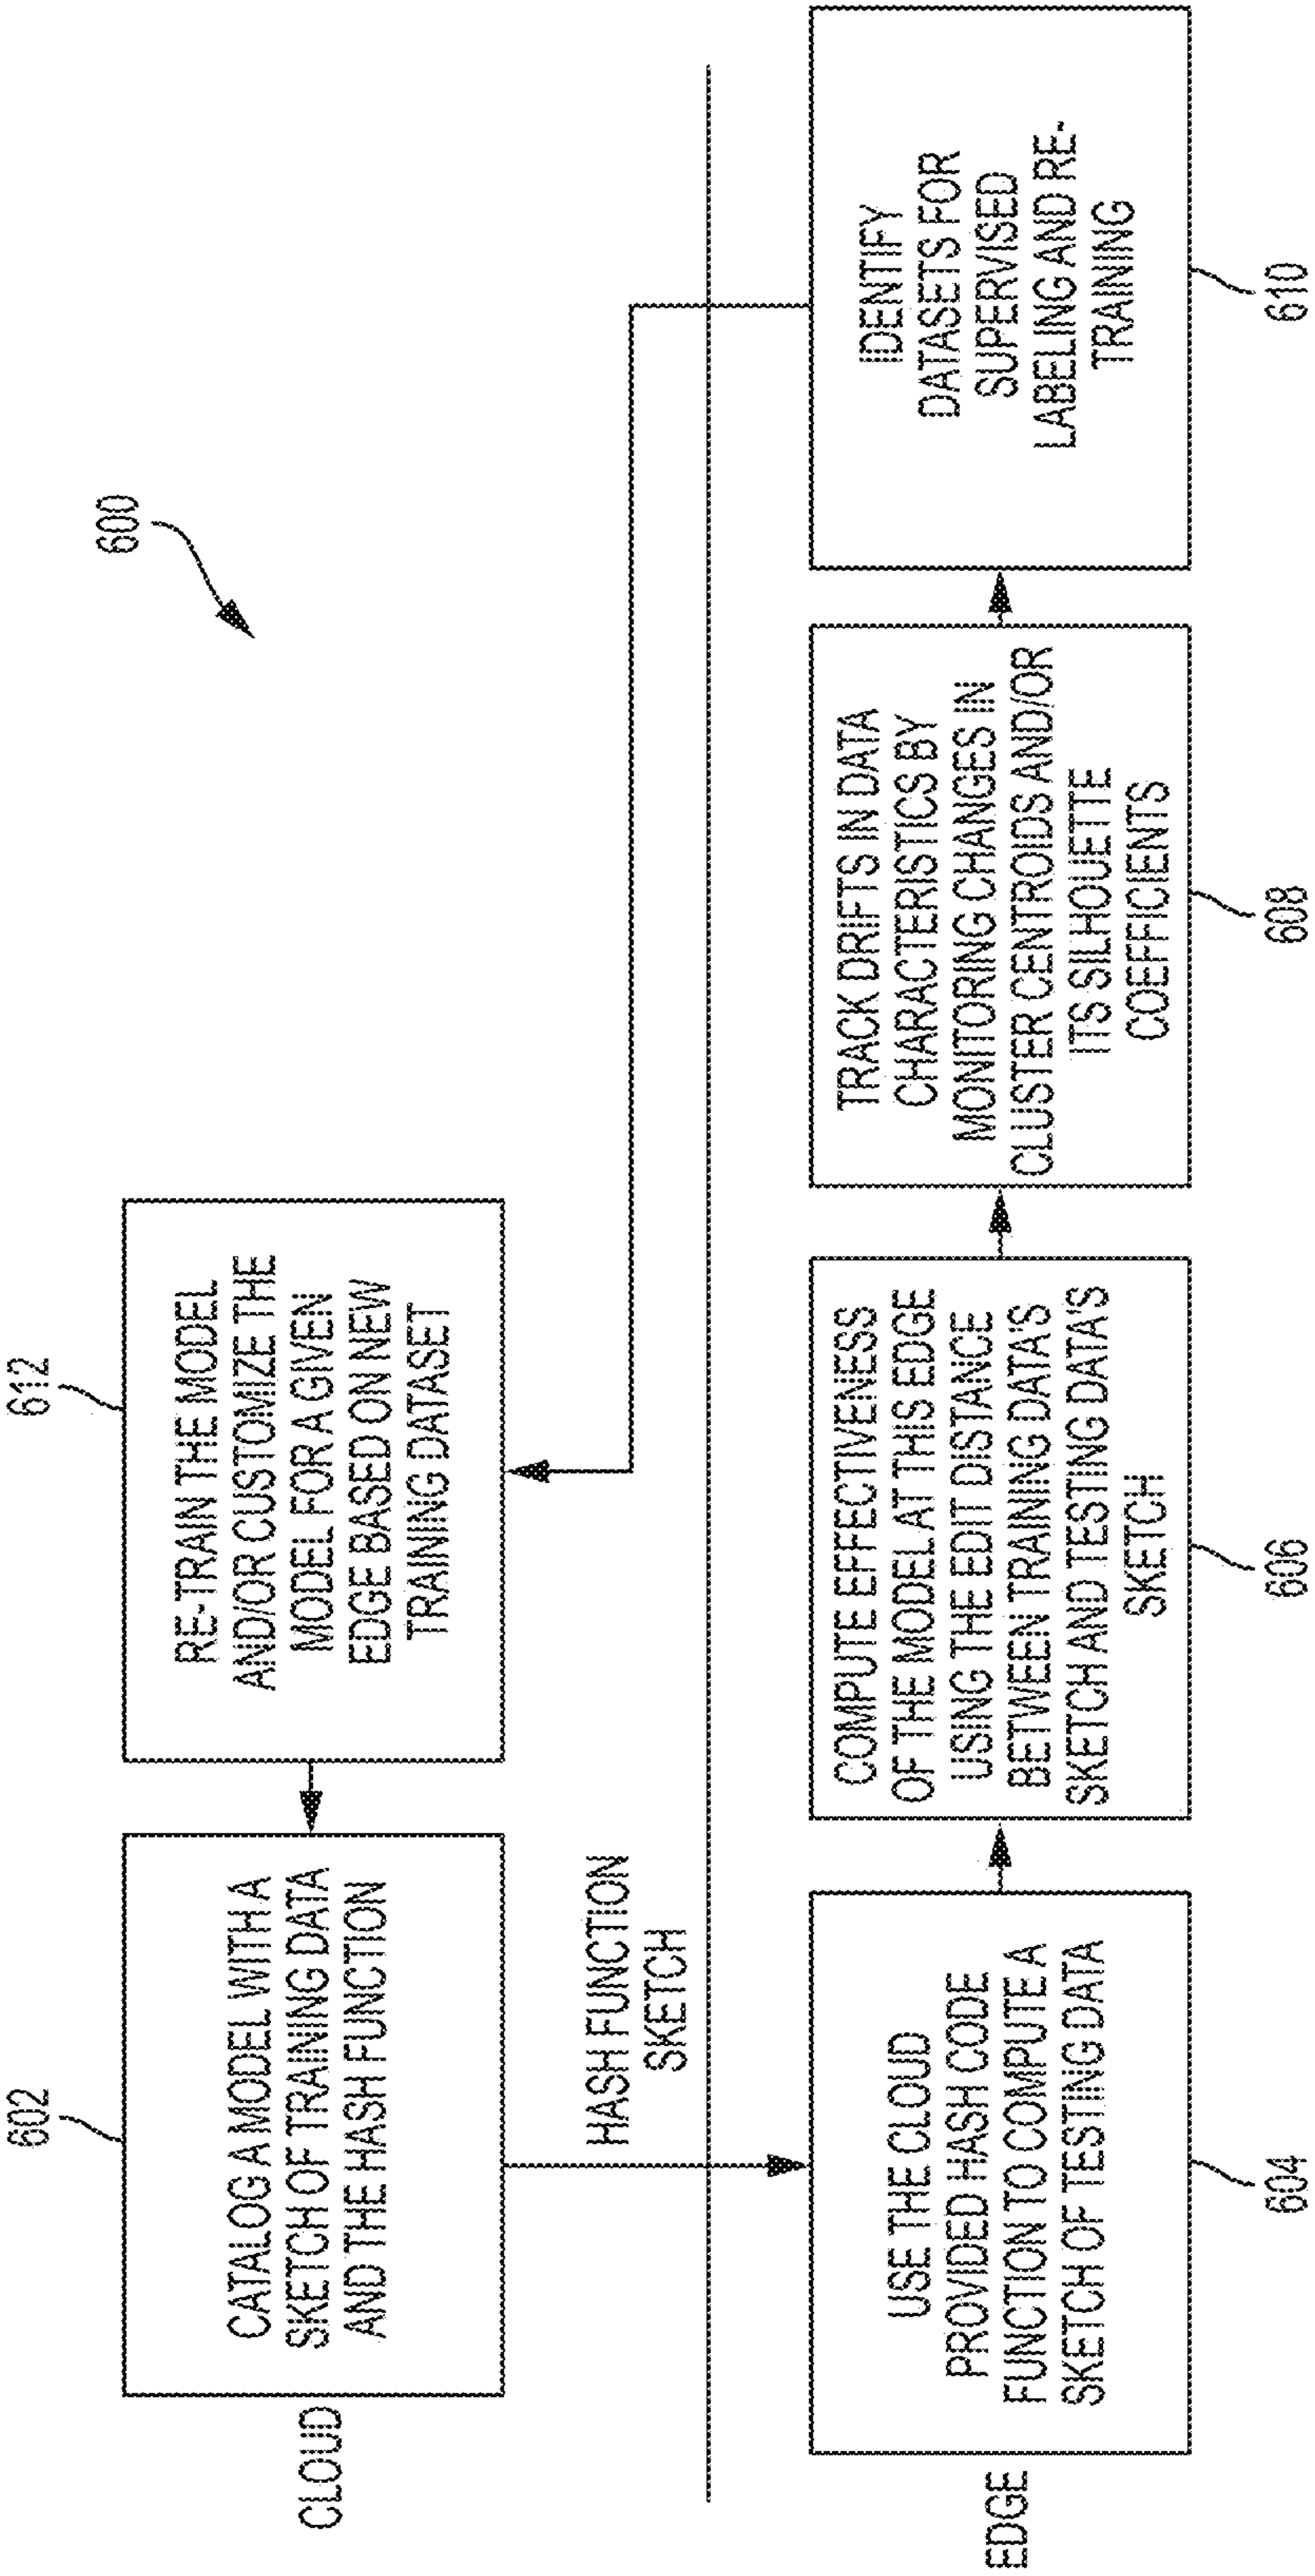 600
602
612
CLOUD
CATALOG A MODEL WITH A
SKETCH OF TRAINING DATA
AND THE HASH FUNCTION
RE-TRAIN THE MODEL
AND/OR CUSTOMIZE THE
MODEL FOR A GIVEN
EDGE BASED ON NEW
TRAINING DATASET
HASH FUNCTION
SKETCH
EDGE
USE THE CLOUD
PROVIDED HASH CODE
FUNCTION TO COMPUTE A
SKETCH OF TESTING DATA
604
COMPUTE EFFECTIVENESS
OF THE MODEL AT THIS EDGE
USING THE EDIT DISTANCE
BETWEEN TRAINING DATA'S
SKETCH AND TESTING DATA'S
SKETCH
606
TRACK DRIFTS IN DATA
CHARACTERISTICS BY
MONITORING CHANGES IN
CLUSTER CENTROIDS AND/OR
ITS SILHOUETTE
COEFFICIENTS
608
IDENTIFY
DATASETS FOR
SUPERVISED
LABELING AND RE-
TRAINING
610